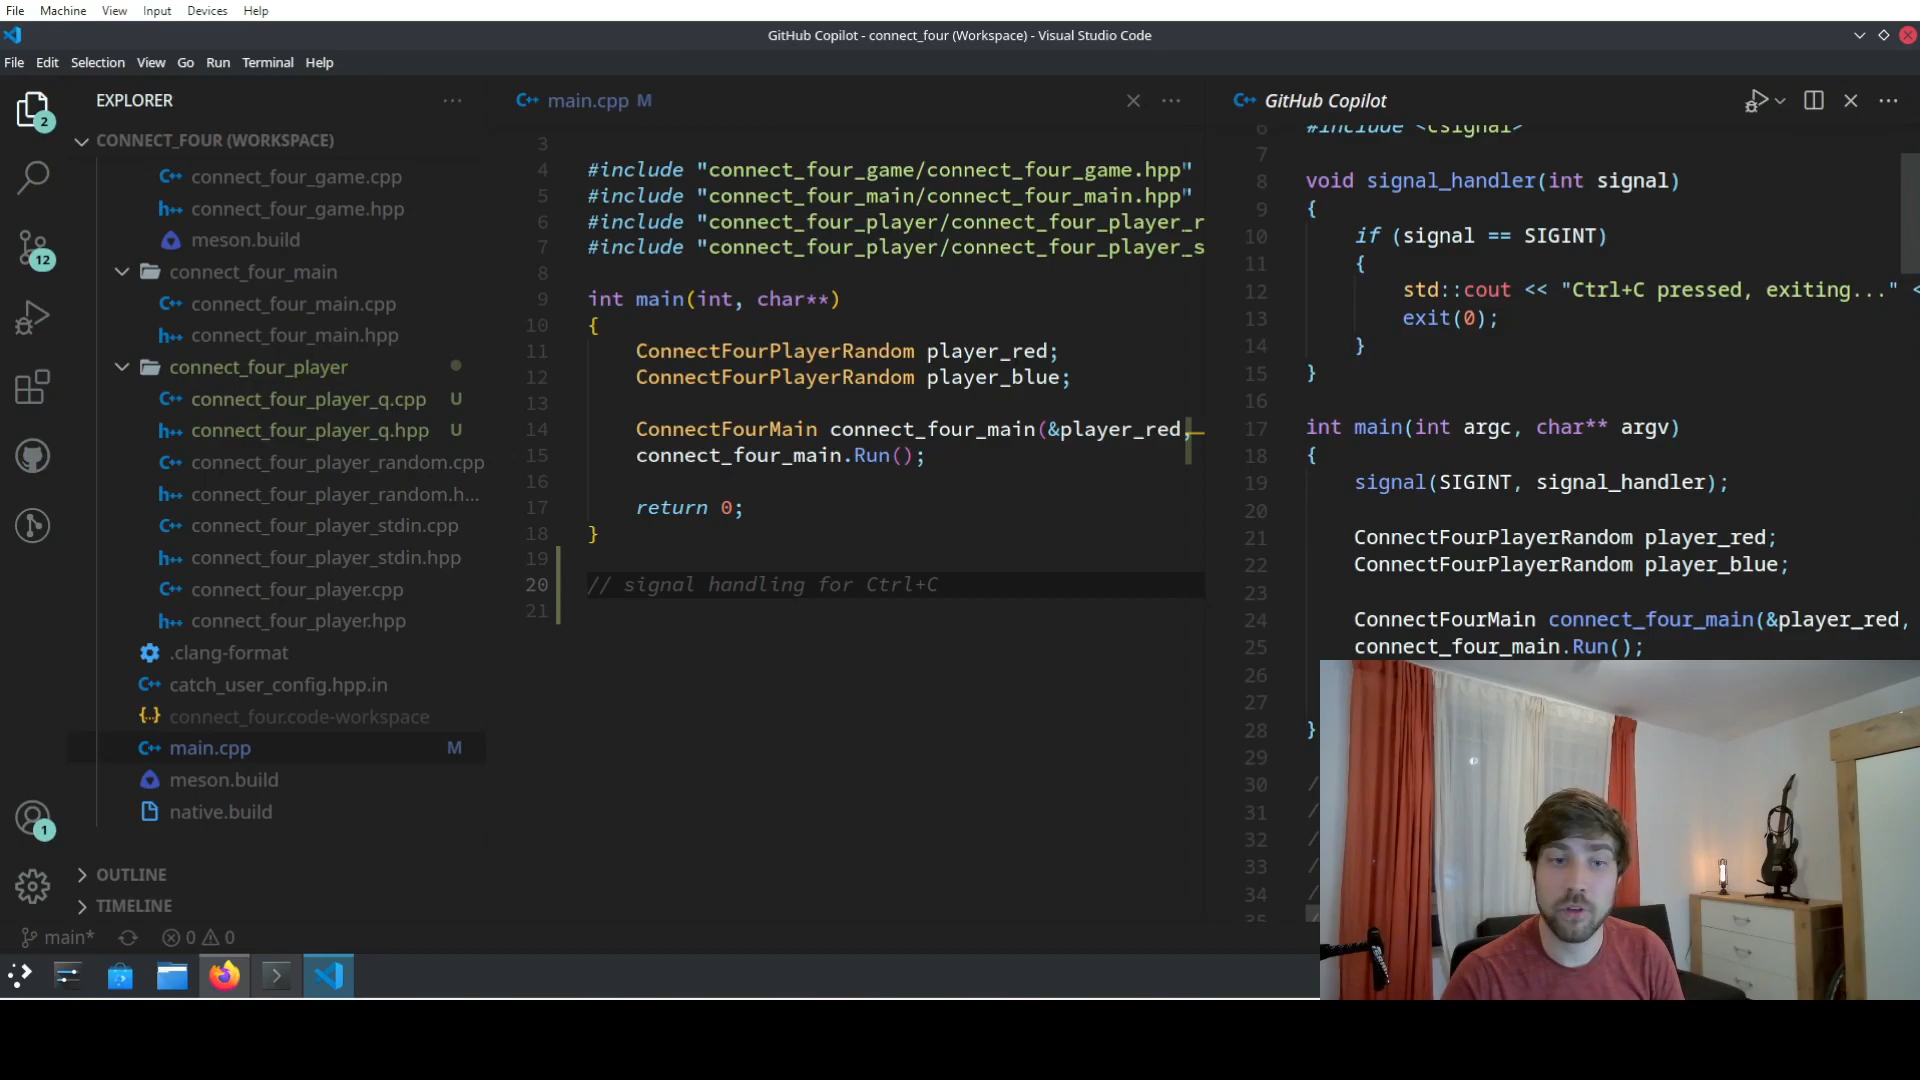 File Machine View Input Devices Help
GitHub Copilot - connect_four (Workspace) - Visual Studio Code
File Edit Selection View Go Run Terminal Help
EXPLORER
CONNECT_FOUR (WORKSPACE)
connect_four_game.cpp
connect_four_game.hpp
meson.build
connect_four_main
connect_four_main.cpp
connect_four_main.hpp
connect_four_player
connect_four_player_q.cpp U
connect_four_player_q.hpp U
connect_four_player_random.cpp
connect_four_player_random.h...
connect_four_player_stdin.cpp
connect_four_player_stdin.hpp
connect_four_player.cpp
connect_four_player.hpp
.clang-format
catch_user_config.hpp.in
connect_four.code-workspace
main.cpp M
meson.build
native.build
OUTLINE
TIMELINE
2
12
1
main* 0 0
main.cpp M
3
4 #include "connect_four_game/connect_four_game.hpp"
5 #include "connect_four_main/connect_four_main.hpp"
6 #include "connect_four_player/connect_four_player_r
7 #include "connect_four_player/connect_four_player_s
8
9 int main(int, char**)
10 {
11 ConnectFourPlayerRandom player_red;
12 ConnectFourPlayerRandom player_blue;
13
14 ConnectFourMain connect_four_main(&player_red,
15 connect_four_main.Run();
16
17 return 0;
18 }
19
20 // signal handling for Ctrl+C
21
GitHub Copilot
6 #include <csignal>
7
8 void signal_handler(int signal)
9 {
10 if (signal == SIGINT)
11 {
12 std::cout << "Ctrl+C pressed, exiting..." <
13 exit(0);
14 }
15 }
16
17 int main(int argc, char** argv)
18 {
19 signal(SIGINT, signal_handler);
20
21 ConnectFourPlayerRandom player_red;
22 ConnectFourPlayerRandom player_blue;
23
24 ConnectFourMain connect_four_main(&player_red,
25 connect_four_main.Run();
26
27
28 }
29
30 /
31 /
32 /
33 /
34 /
35